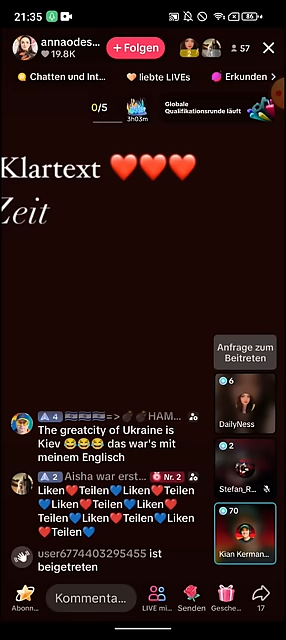 21:35
86
annaodes...
19.8K
+ Folgen
2
57
Chatten und Int...
liebte LIVEs
Erkunden
0/5
3h03m
Globale
Qualifikationsrunde läuft
Klartext ❤️❤️❤️
Zeit
Anfrage zum
Beitreten
6
DailyNess
2
Stefan_R...
70
Kian Kerman...
4 =>HAM...
The greatcity of Ukraine is
Kiev 😂😂😂 das war's mit
meinem Englisch
2 Aisha war erst... Nr. 2
Liken❤️Teilen💙Liken❤️Teilen
💙Liken❤️Teilen💙Liken❤️
Teilen💙Liken❤️Teilen💙Liken
❤️Teilen💙
user6774403295455 ist
beigetreten
Abonn...
Kommenta...
LIVE mi...
Senden
Gesche...
17